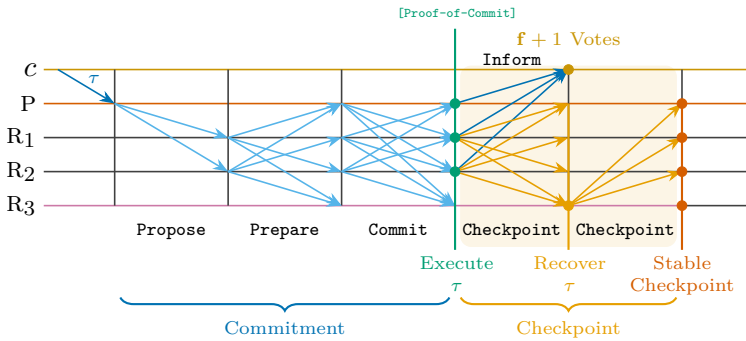 [Proof-of-Commit]
f + 1 Votes
Inform
c
τ
P
R1
R2
R3
Propose
Prepare
Commit
Checkpoint
Checkpoint
Execute
τ
Recover
τ
Stable
Checkpoint
Commitment
Checkpoint